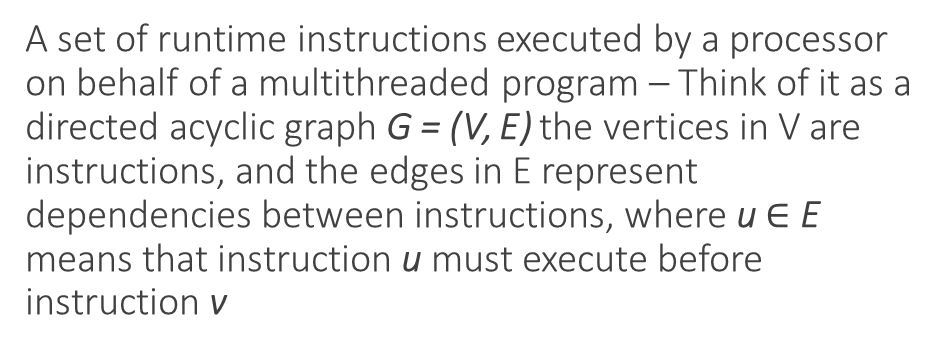 A set of runtime instructions executed by a processor
on behalf of a multithreaded program – Think of it as a
directed acyclic graph G = (V, E) the vertices in V are
instructions, and the edges in E represent
dependencies between instructions, where u ∈ E
means that instruction u must execute before
instruction v